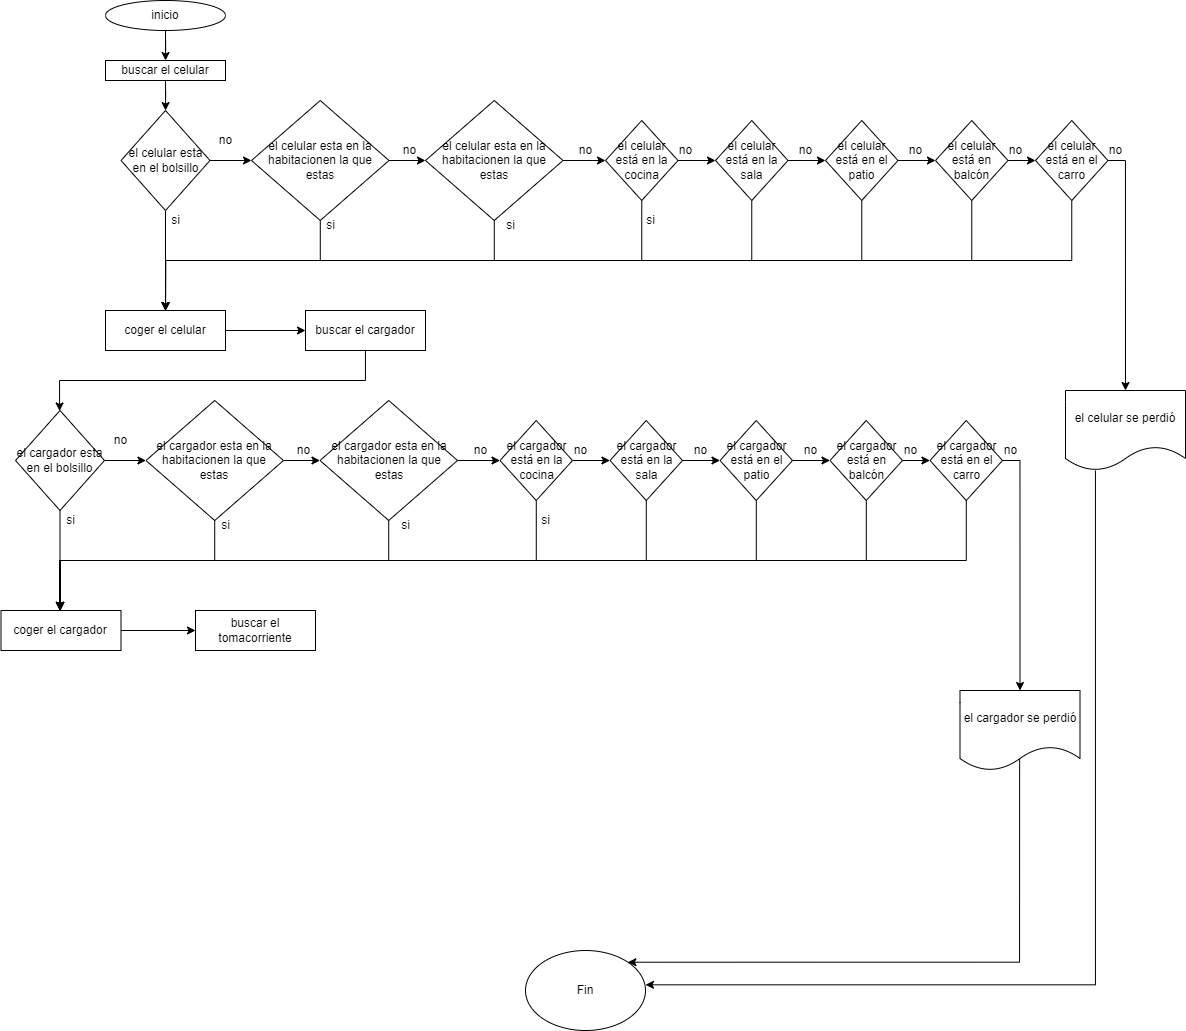 inicio
buscar el celular
el celular esta
en el bolsillo
no
el celular esta en la
habitacionen la que
estas
no
el celular esta en la
habitacionen la que
estas
no
el celular
está en la
cocina
no
el celular
está en la
sala
no
el celular
está en el
patio
no
el celular
está en
balcón
no
el celular
está en el
carro
no
si
si
si
si
coger el celular
buscar el cargador
el celular se perdió
el cargador esta
en el bolsillo
no
el cargador esta en la
habitacionen la que
estas
no
el cargador esta en la
habitacionen la que
estas
no
el cargador
está en la
cocina
no
el cargador
está en la
sala
no
el cargador
está en el
patio
no
el cargador
está en
balcón
no
el cargador
está en el
carro
no
si
si
si
si
coger el cargador
buscar el
tomacorriente
el cargador se perdió
Fin